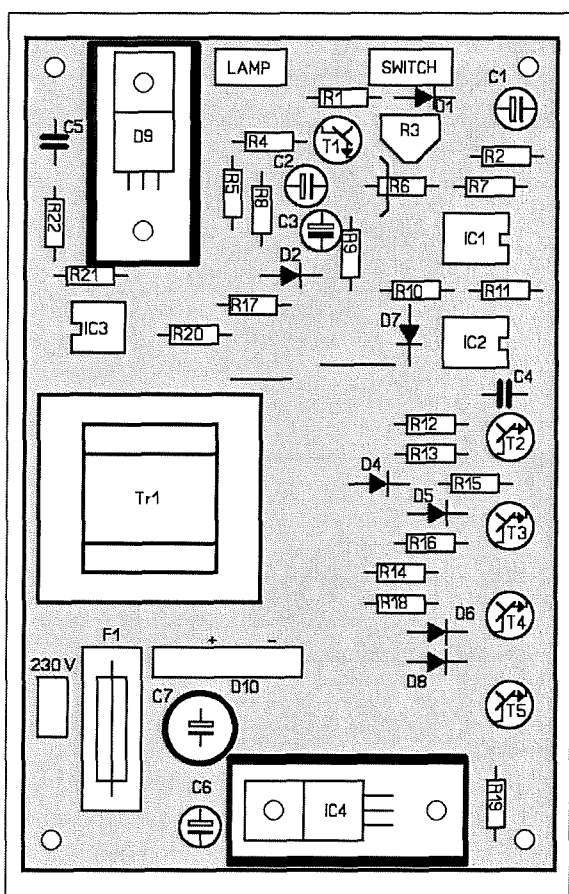 LAMP
SWITCH
C1
R1
D1
C5
D9
R4
T1
R3
R2
C2
R5
R8
R6
R7
R22
C3
R9
IC1
D2
R21
R10
R11
R17
IC3
R20
D7
IC2
C4
R12
T2
R13
D4
R15
Tr1
D5
T3
R16
R14
R18
D6
T4
F1
+ -
230 V
D10
D8
C7
T5
C6
IC4
R19